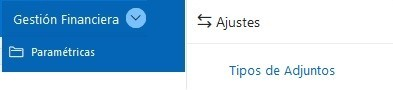 Gestión Financiera
Ajustes
Paramétricas
Tipos de Adjuntos